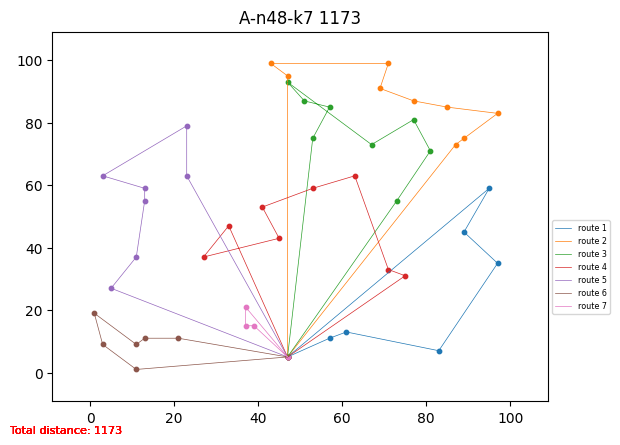 A-n48-k7 1173
100
80
60
40
20
0
0 20 40 60 80 100
route 1
route 2
route 3
route 4
route 5
route 6
route 7
Total distance: 1173